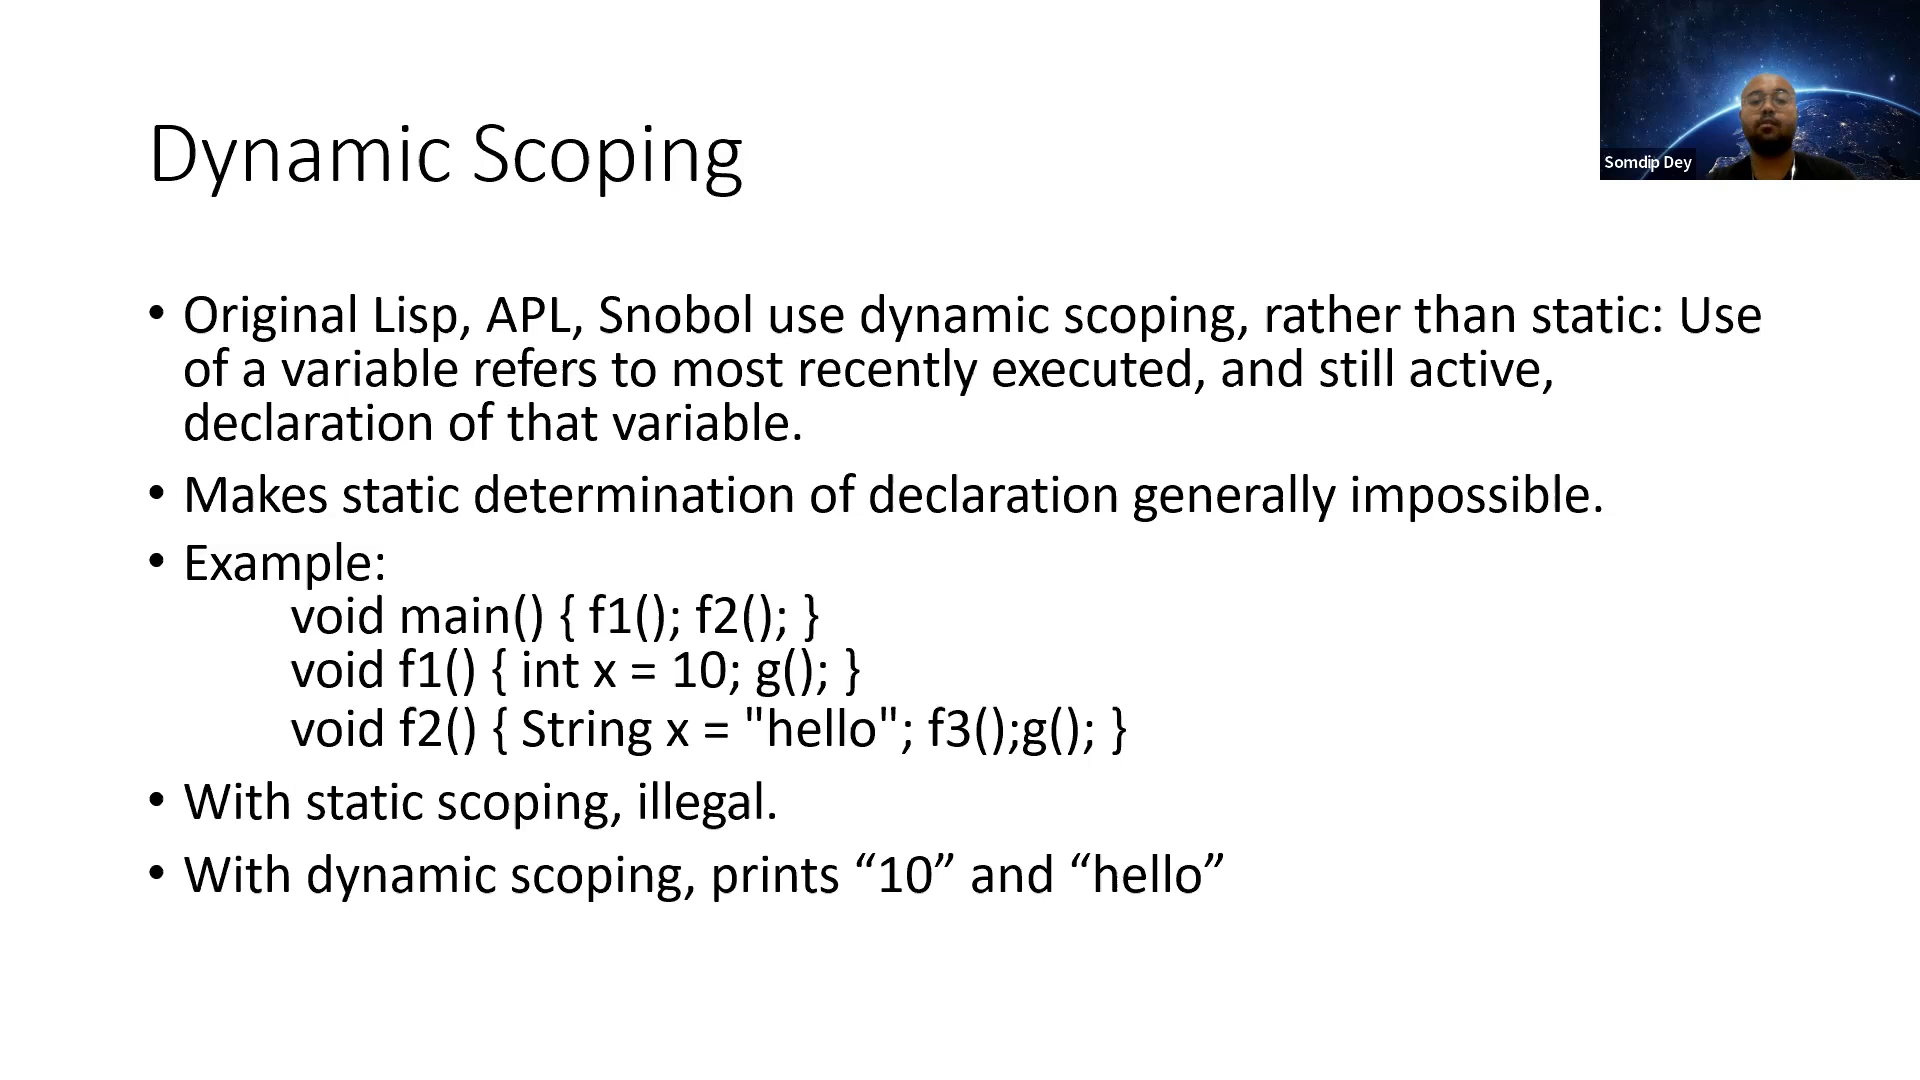 Somdip Dey
Dynamic Scoping
• Original Lisp, APL, Snobol use dynamic scoping, rather than static: Use
of a variable refers to most recently executed, and still active,
declaration of that variable.
• Makes static determination of declaration generally impossible.
• Example:
void main() { f1(); f2(); }
void f1() { int x = 10; g(); }
void f2() { String x = "hello"; f3();g(); }
• With static scoping, illegal.
• With dynamic scoping, prints “10” and “hello”